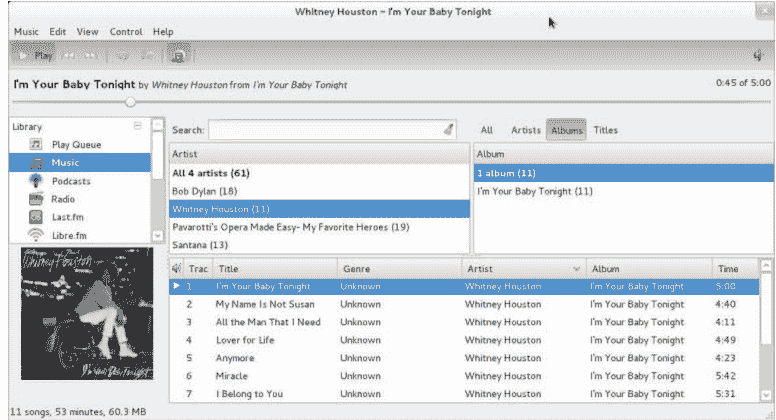 Whitney Houston – I'm Your Baby Tonight
Music Edit View Control Help
Play
I'm Your Baby Tonight by Whitney Houston from I'm Your Baby Tonight 0:45 of 5:00
Library
Play Queue
Music
Podcasts
Radio
Last.fm
Libre.fm
Search: All Artists Albums Titles
Artist Album
All 4 artists (61) 1 album (11)
Bob Dylan (18) I'm Your Baby Tonight (11)
Whitney Houston (11)
Pavarotti's Opera Made Easy- My Favorite Heroes (19)
Santana (13)
Trac Title Genre Artist Album Time
1 I'm Your Baby Tonight Unknown Whitney Houston I'm Your Baby Tonight 5:00
2 My Name Is Not Susan Unknown Whitney Houston I'm Your Baby Tonight 4:40
3 All the Man That I Need Unknown Whitney Houston I'm Your Baby Tonight 4:11
4 Lover for Life Unknown Whitney Houston I'm Your Baby Tonight 4:49
5 Anymore Unknown Whitney Houston I'm Your Baby Tonight 4:23
6 Miracle Unknown Whitney Houston I'm Your Baby Tonight 5:42
7 I Belong to You Unknown Whitney Houston I'm Your Baby Tonight 5:31
Whitney Houston
I'm Your Baby Tonight
11 songs, 53 minutes, 60.3 MB